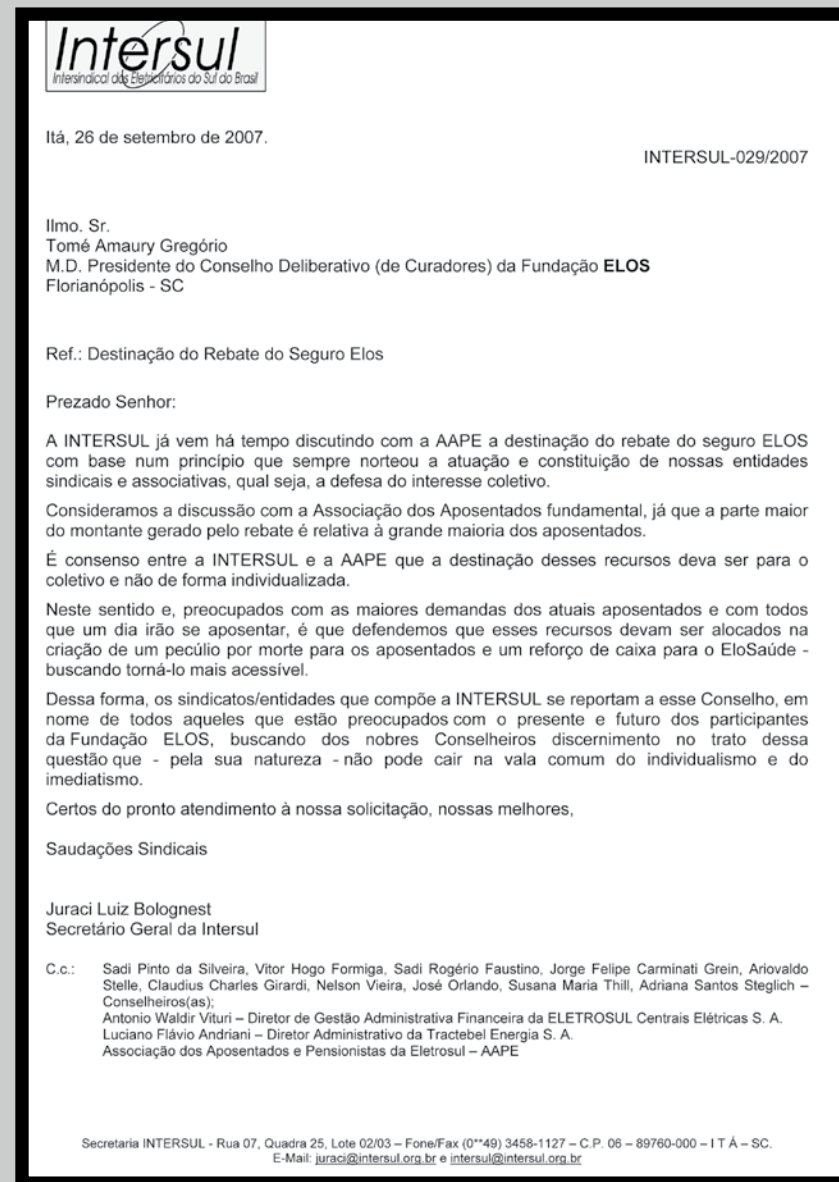 Intersul
Intersindical dos Eletricitários do Sul do Brasil
Itá, 26 de setembro de 2007.
INTERSUL-029/2007
Ilmo. Sr.
Tomé Amaury Gregório
M.D. Presidente do Conselho Deliberativo (de Curadores) da Fundação ELOS
Florianópolis - SC
Ref.: Destinação do Rebate do Seguro Elos
Prezado Senhor:
A INTERSUL já vem há tempo discutindo com a AAPE a destinação do rebate do seguro ELOS
com base num princípio que sempre norteou a atuação e constituição de nossas entidades
sindicais e associativas, qual seja, a defesa do interesse coletivo.
Consideramos a discussão com a Associação dos Aposentados fundamental, já que a parte maior
do montante gerado pelo rebate é relativa à grande maioria dos aposentados.
É consenso entre a INTERSUL e a AAPE que a destinação desses recursos deva ser para o
coletivo e não de forma individualizada.
Neste sentido e, preocupados com as maiores demandas dos atuais aposentados e com todos
que um dia irão se aposentar, é que defendemos que esses recursos devam ser alocados na
criação de um pecúlio por morte para os aposentados e um reforço de caixa para o EloSaúde -
buscando torná-lo mais acessível.
Dessa forma, os sindicatos/entidades que compõe a INTERSUL se reportam a esse Conselho, em
nome de todos aqueles que estão preocupados com o presente e futuro dos participantes
da Fundação ELOS, buscando dos nobres Conselheiros discernimento no trato dessa
questão que - pela sua natureza - não pode cair na vala comum do individualismo e do
imediatismo.
Certos do pronto atendimento à nossa solicitação, nossas melhores,
Saudações Sindicais
Juraci Luiz Bolognest
Secretário Geral da Intersul
C.c.: Sadi Pinto da Silveira, Vitor Hogo Formiga, Sadi Rogério Faustino, Jorge Felipe Carminati Grein, Ariovaldo
Stelle, Claudius Charles Girardi, Nelson Vieira, José Orlando, Susana Maria Thill, Adriana Santos Steglich –
Conselheiros(as);
Antonio Waldir Vituri – Diretor de Gestão Administrativa Financeira da ELETROSUL Centrais Elétricas S. A.
Luciano Flávio Andriani – Diretor Administrativo da Tractebel Energia S. A.
Associação dos Aposentados e Pensionistas da Eletrosul – AAPE
Secretaria INTERSUL - Rua 07, Quadra 25, Lote 02/03 – Fone/Fax (0**49) 3458-1127 – C.P. 06 – 89760-000 – I T Á – SC.
E-Mail: juraci@intersul.org.br e intersul@intersul.org.br